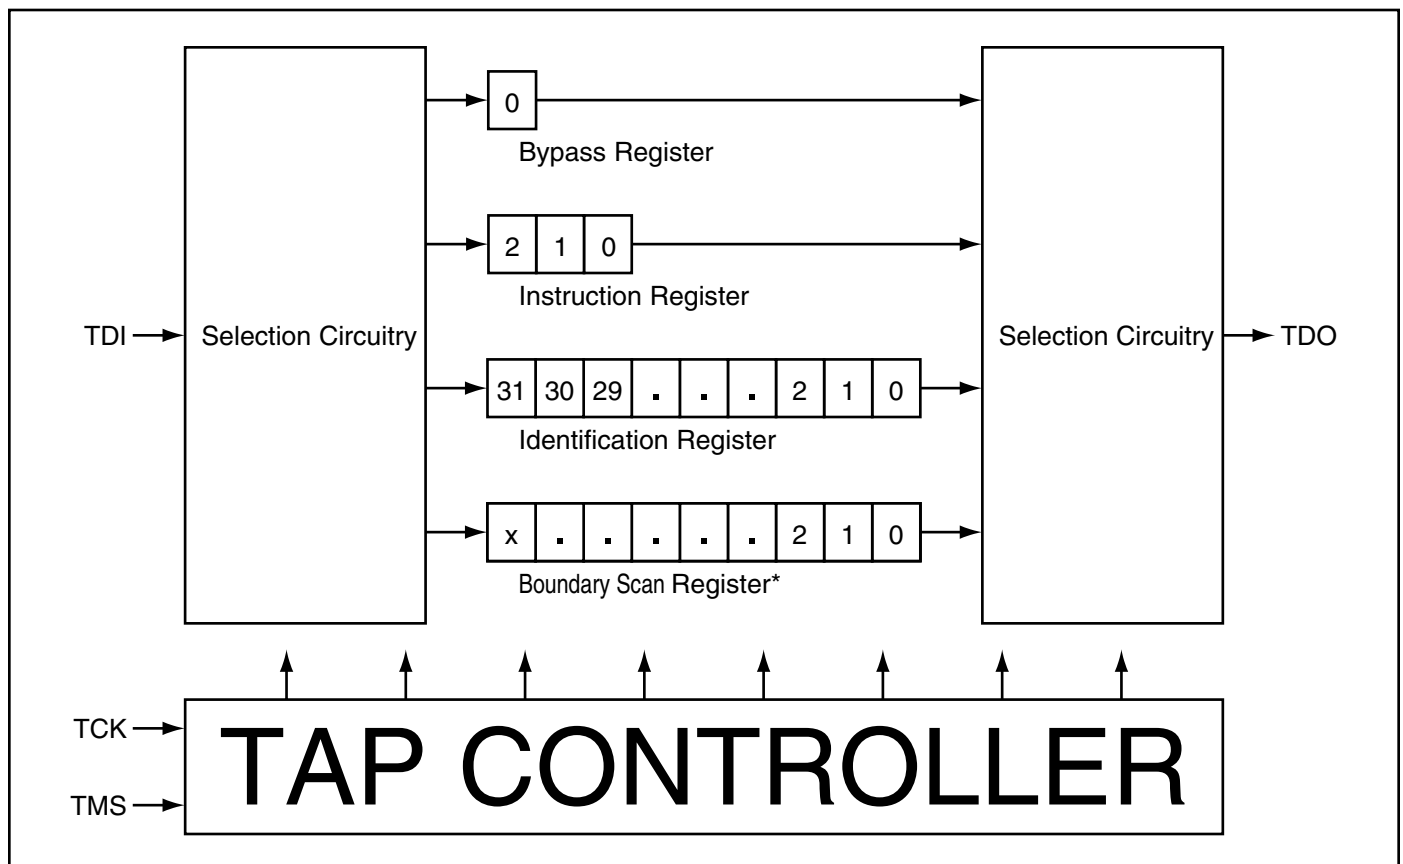 0
Bypass Register
2 1 0
Instruction Register
TDI
Selection Circuitry
Selection Circuitry
TDO
31 30 29 . . . 2 1 0
Identification Register
x . . . . . 2 1 0
Boundary Scan Register*
TCK
TAP CONTROLLER
TMS